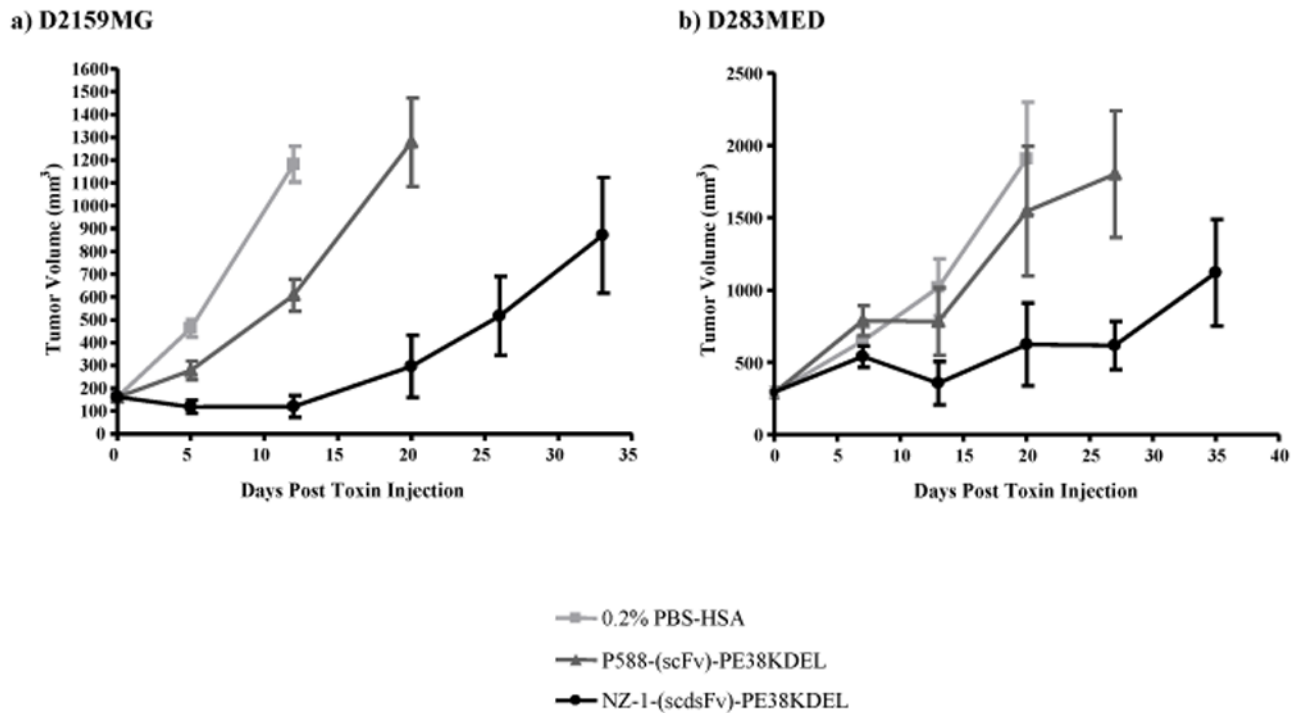 a) D2159MG
b) D283MED
1600
1500
1400
1300
1200
1100
1000
900
800
700
600
500
400
300
200
100
0
Tumor Volume (mm³)
0 5 10 15 20 25 30 35
Days Post Toxin Injection
2500
2000
1500
1000
500
0
Tumor Volume (mm³)
0 5 10 15 20 25 30 35 40
Days Post Toxin Injection
0.2% PBS-HSA
P588-(scFv)-PE38KDEL
NZ-1-(scdsFv)-PE38KDEL